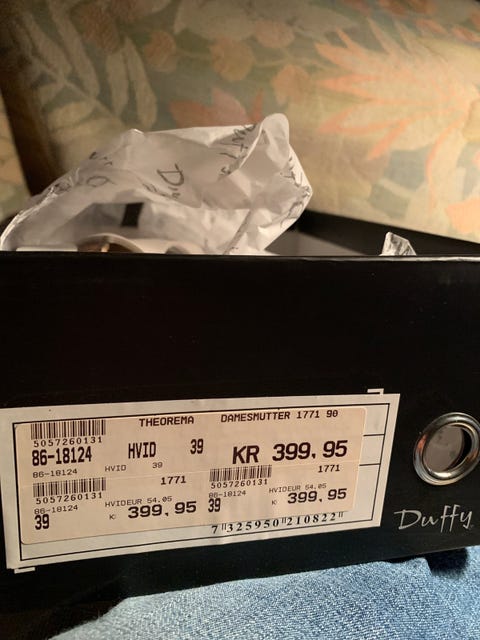 THEOREMA DAMESMUTTER 1771 90
5057260131
86-18124 HVID 39 KR 399,95
86-18124 HVID 39
1771 1771
5057260131 5057260131
86-18124 HVIDEUR 54.05 86-18124 HVIDEUR 54.05
39 K 399,95 39 K 399,95
7 325950 210822
Duffy